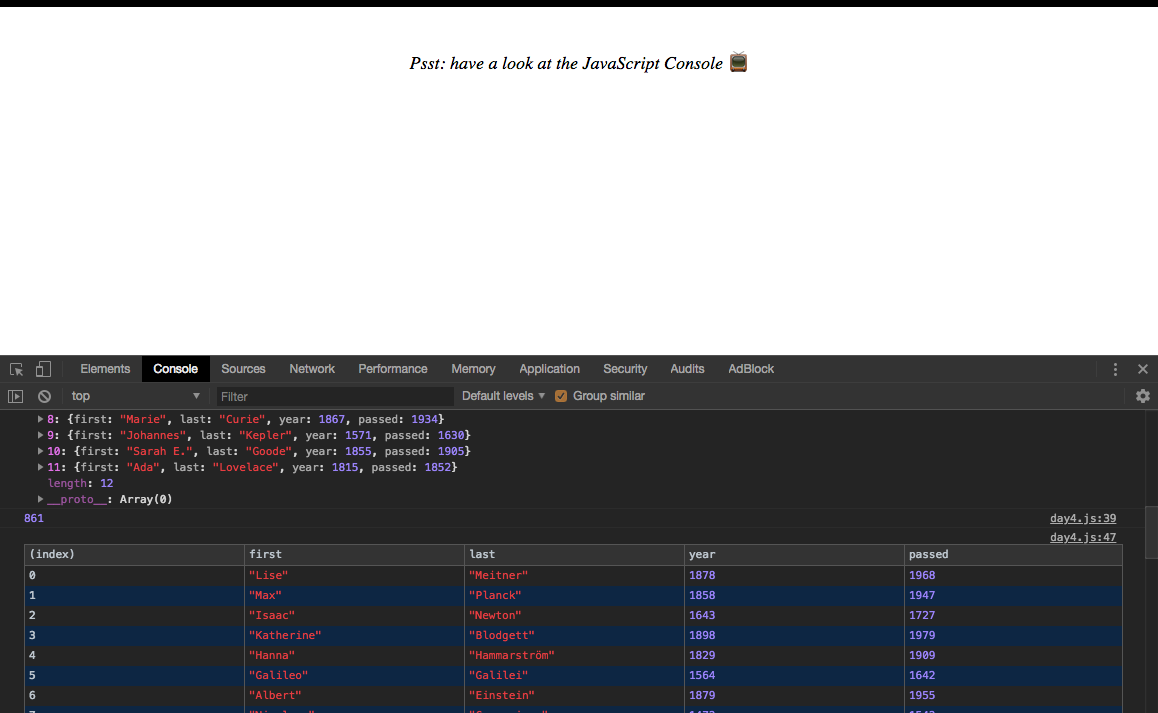 Psst: have a look at the JavaScript Console 📺
Elements Console Sources Network Performance Memory Application Security Audits AdBlock
top Filter Default levels Group similar
8: {first: "Marie", last: "Curie", year: 1867, passed: 1934}
9: {first: "Johannes", last: "Kepler", year: 1571, passed: 1630}
10: {first: "Sarah E.", last: "Goode", year: 1855, passed: 1905}
11: {first: "Ada", last: "Lovelace", year: 1815, passed: 1852}
length: 12
__proto__: Array(0)
861 day4.js:39
day4.js:47
(index) first last year passed
0 "Lise" "Meitner" 1878 1968
1 "Max" "Planck" 1858 1947
2 "Isaac" "Newton" 1643 1727
3 "Katherine" "Blodgett" 1898 1979
4 "Hanna" "Hammarström" 1829 1909
5 "Galileo" "Galilei" 1564 1642
6 "Albert" "Einstein" 1879 1955